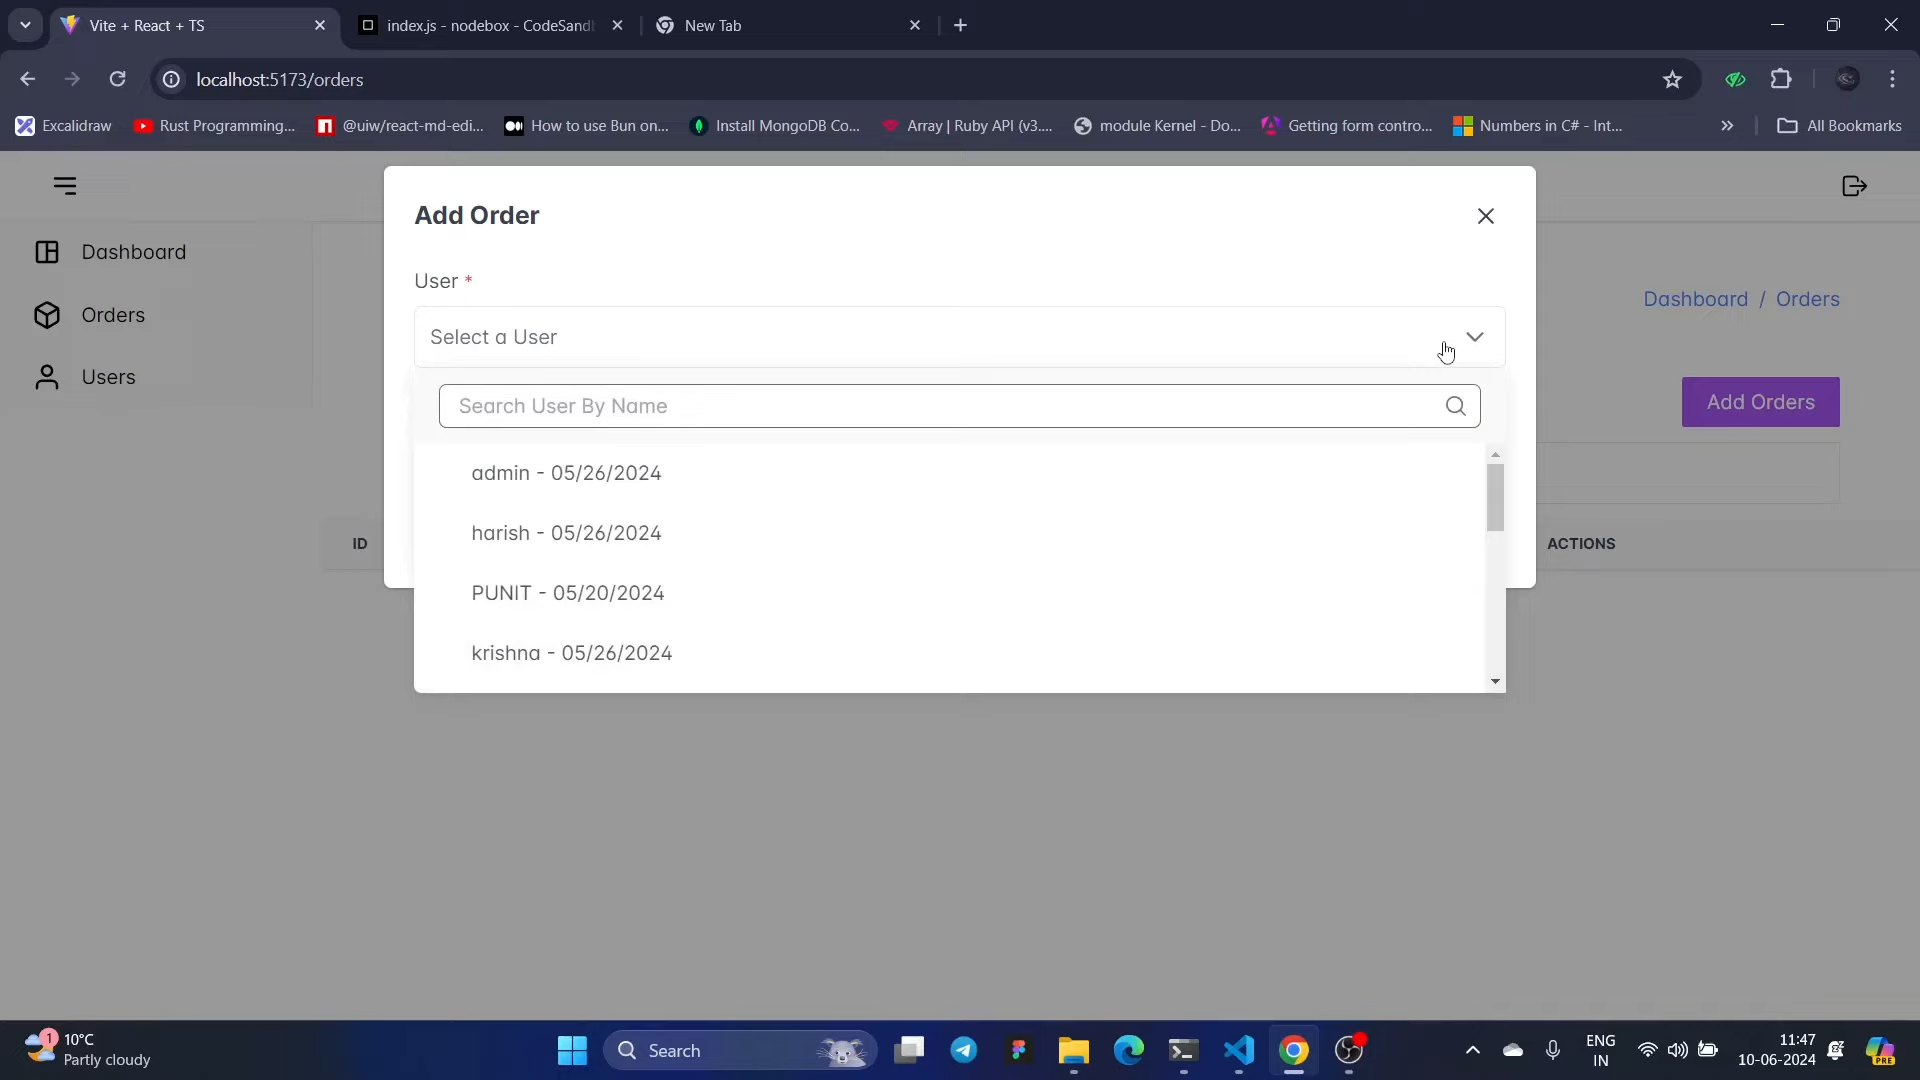 Vite + React + TS
index.js - nodebox - CodeSandb
New Tab
localhost:5173/orders
Excalidraw
Rust Programming...
@uiw/react-md-edi...
How to use Bun on...
Install MongoDB Co...
Array | Ruby API (v3....
module Kernel - Do...
Getting form contro...
Numbers in C# - Int...
All Bookmarks
Add Order
Dashboard
Orders
Users
User *
Select a User
Search User By Name
admin - 05/26/2024
harish - 05/26/2024
PUNIT - 05/20/2024
krishna - 05/26/2024
Dashboard / Orders
Add Orders
ID
ACTIONS
1
10°C
Partly cloudy
Search
ENG
IN
11:47
10-06-2024
PRE